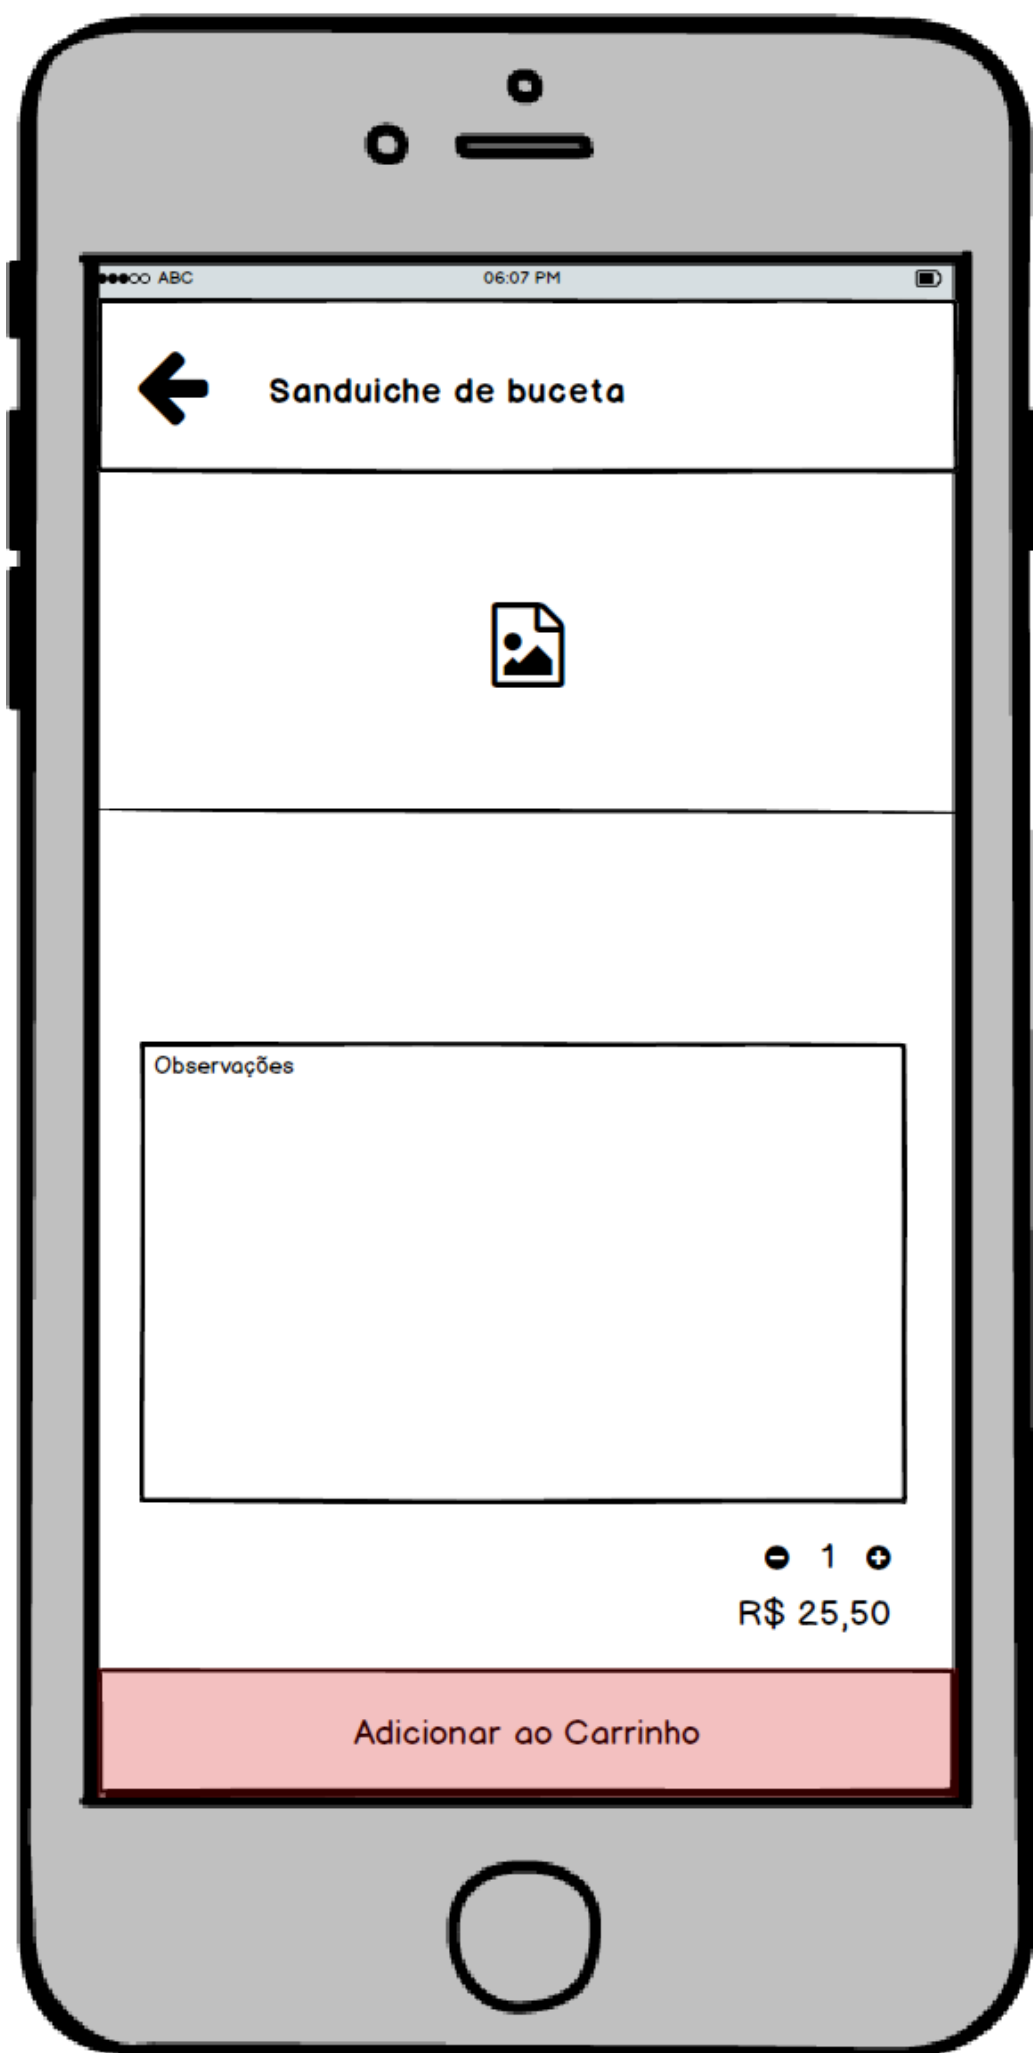 ABC
06:07 PM
Sanduiche de buceta
Observações
1
R$ 25,50
Adicionar ao Carrinho